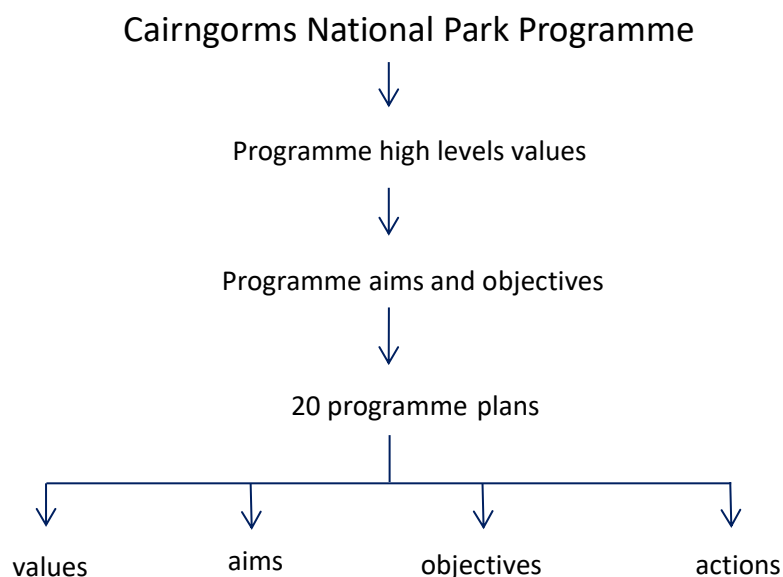 Cairngorms National Park Programme
Programme high levels values
Programme aims and objectives
20 programme plans
values aims objectives actions